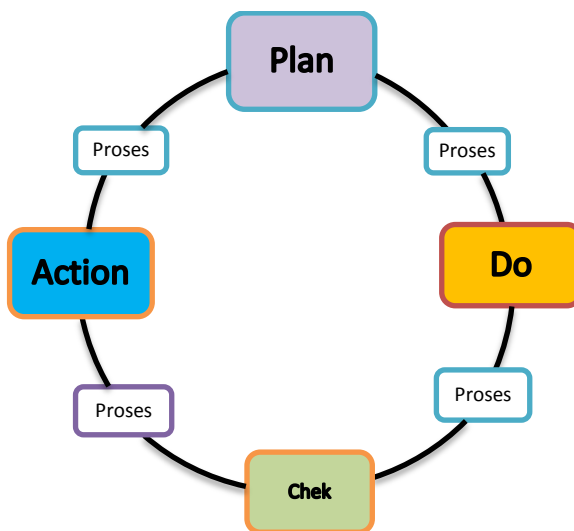 Plan
Proses
Proses
Action
Do
Proses
Proses
Chek